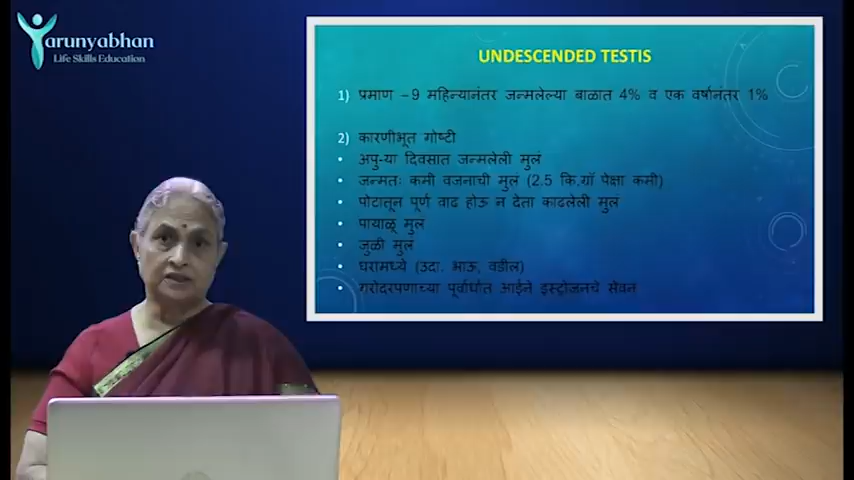 arunyabhan
Life Skills Education
UNDESCENDED TESTIS
1) प्रमाण – 9 महिन्यानंतर जन्मलेल्या बाळात 4% व एक वर्षानंतर 1%
2) कारणीभूत गोष्टी
• अपु-या दिवसात जन्मलेली मुलं
• जन्मतः कमी वजनाची मुलं (2.5 कि.ग्रॅ पेक्षा कमी)
• पोटातून पूर्ण वाढ होऊ न देता काढलेली मुलं
• पायाळू मुलं
• जुळी मुलं
• घरामध्ये (उदा. भाऊ, वडील)
• गरोदरपणाच्या पूर्वार्धात आईने इस्ट्रोजनचे सेवन